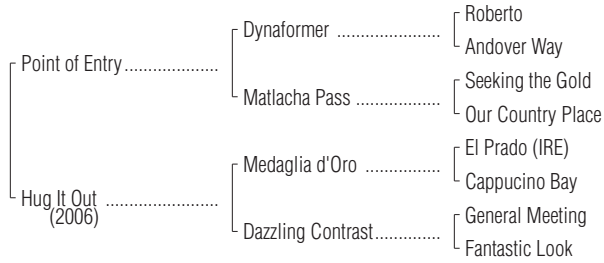 Roberto
Dynaformer ..................
Andover Way
Point of Entry....................
Seeking the Gold
Matlacha Pass ..................
Our Country Place
El Prado (IRE)
Medaglia d'Oro ................
Cappucino Bay
Hug It Out ........................
(2006)
General Meeting
Dazzling Contrast..............
Fantastic Look